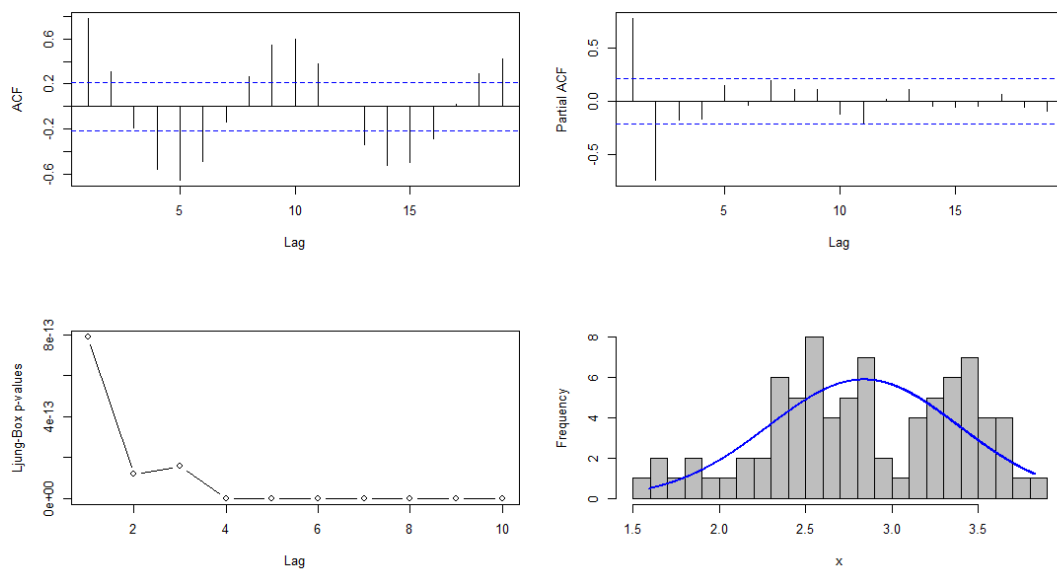 ACF
-0.6 -0.2 0.2 0.6
5 10 15
Lag
Partial ACF
-0.5 0.0 0.5
5 10 15
Lag
Ljung-Box p-values
0e+00 4e-13 8e-13
2 4 6 8 10
Lag
Frequency
0 2 4 6 8
1.5 2.0 2.5 3.0 3.5
x